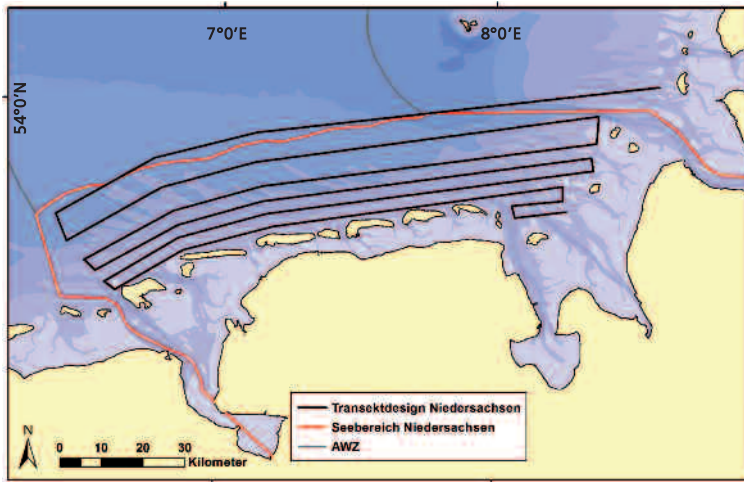 7°0'E 8°0'E
54°0'N
Transektdesign Niedersachsen
Seebereich Niedersachsen
AWZ
N
0 10 20 30
Kilometer